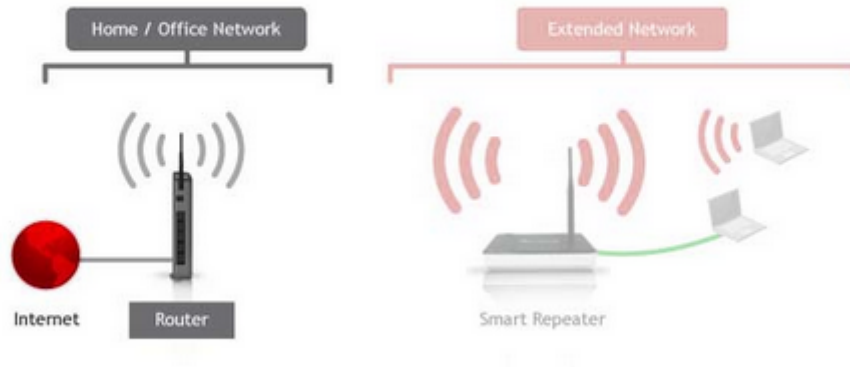 Home / Office Network
Extended Network
Internet
Router
Smart Repeater